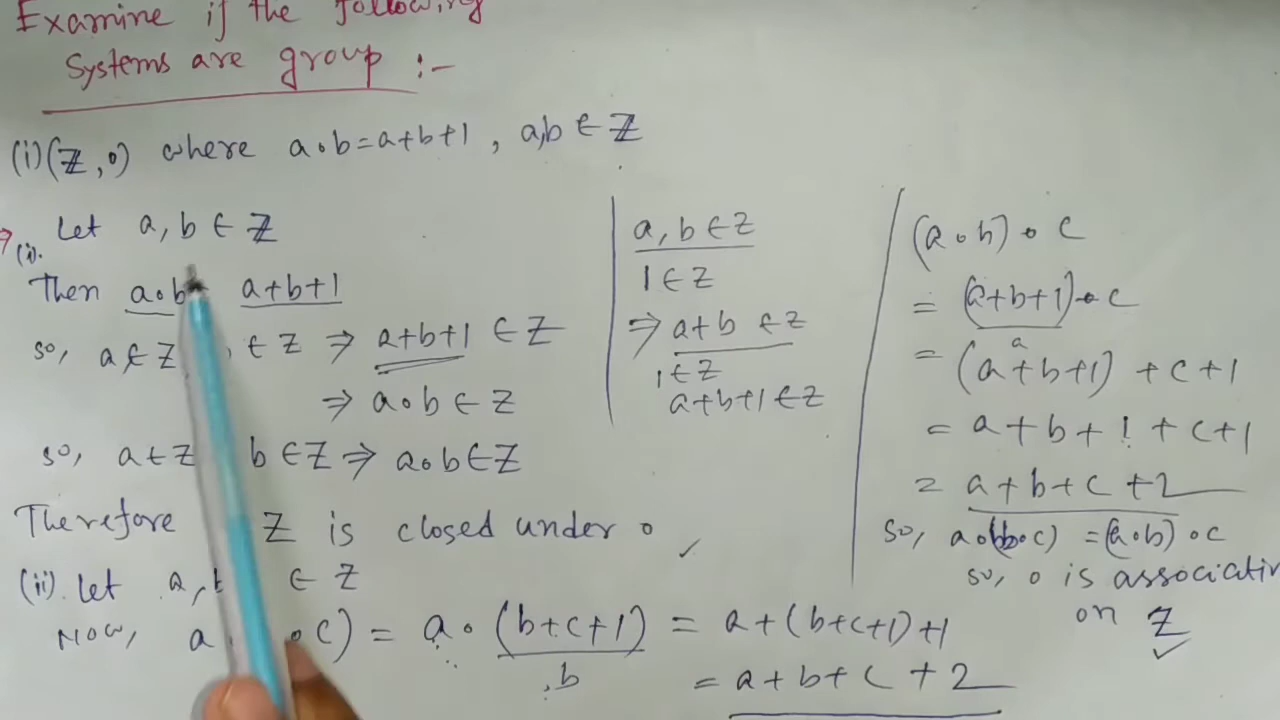 Examine if the following
Systems are group :-
(i) (Z, o) where a o b = a+b+1 , a,b ∈ Z
Let a, b ∈ Z
(i).
Then a o b a+b+1
so, a ∈ Z ∈ Z ⇒ a+b+1 ∈ Z
⇒ a o b ∈ Z
so, a ∈ Z b ∈ Z ⇒ a o b ∈ Z
Therefore Z is closed under o ✓
(ii). Let a, ∈ Z
Now, a o c) = a o (b+c+1) = a+(b+c+1)+1
b
= a+b+c+2
a, b ∈ Z
1 ∈ Z
⇒ a+b ∈ Z
1 ∈ Z
a+b+1 ∈ Z
(a o b) o c
= (a+b+1) o c
a
= (a+b+1) + c+1
= a+b+1+c+1
= a+b+c+2
so, a o (b o c) = (a o b) o c
so, o is associativ
on Z ✓